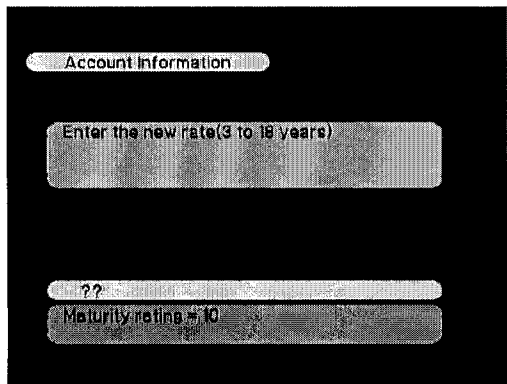 Account Information
Enter the new rate(3 to 18 years)
??
Maturity rating = 10